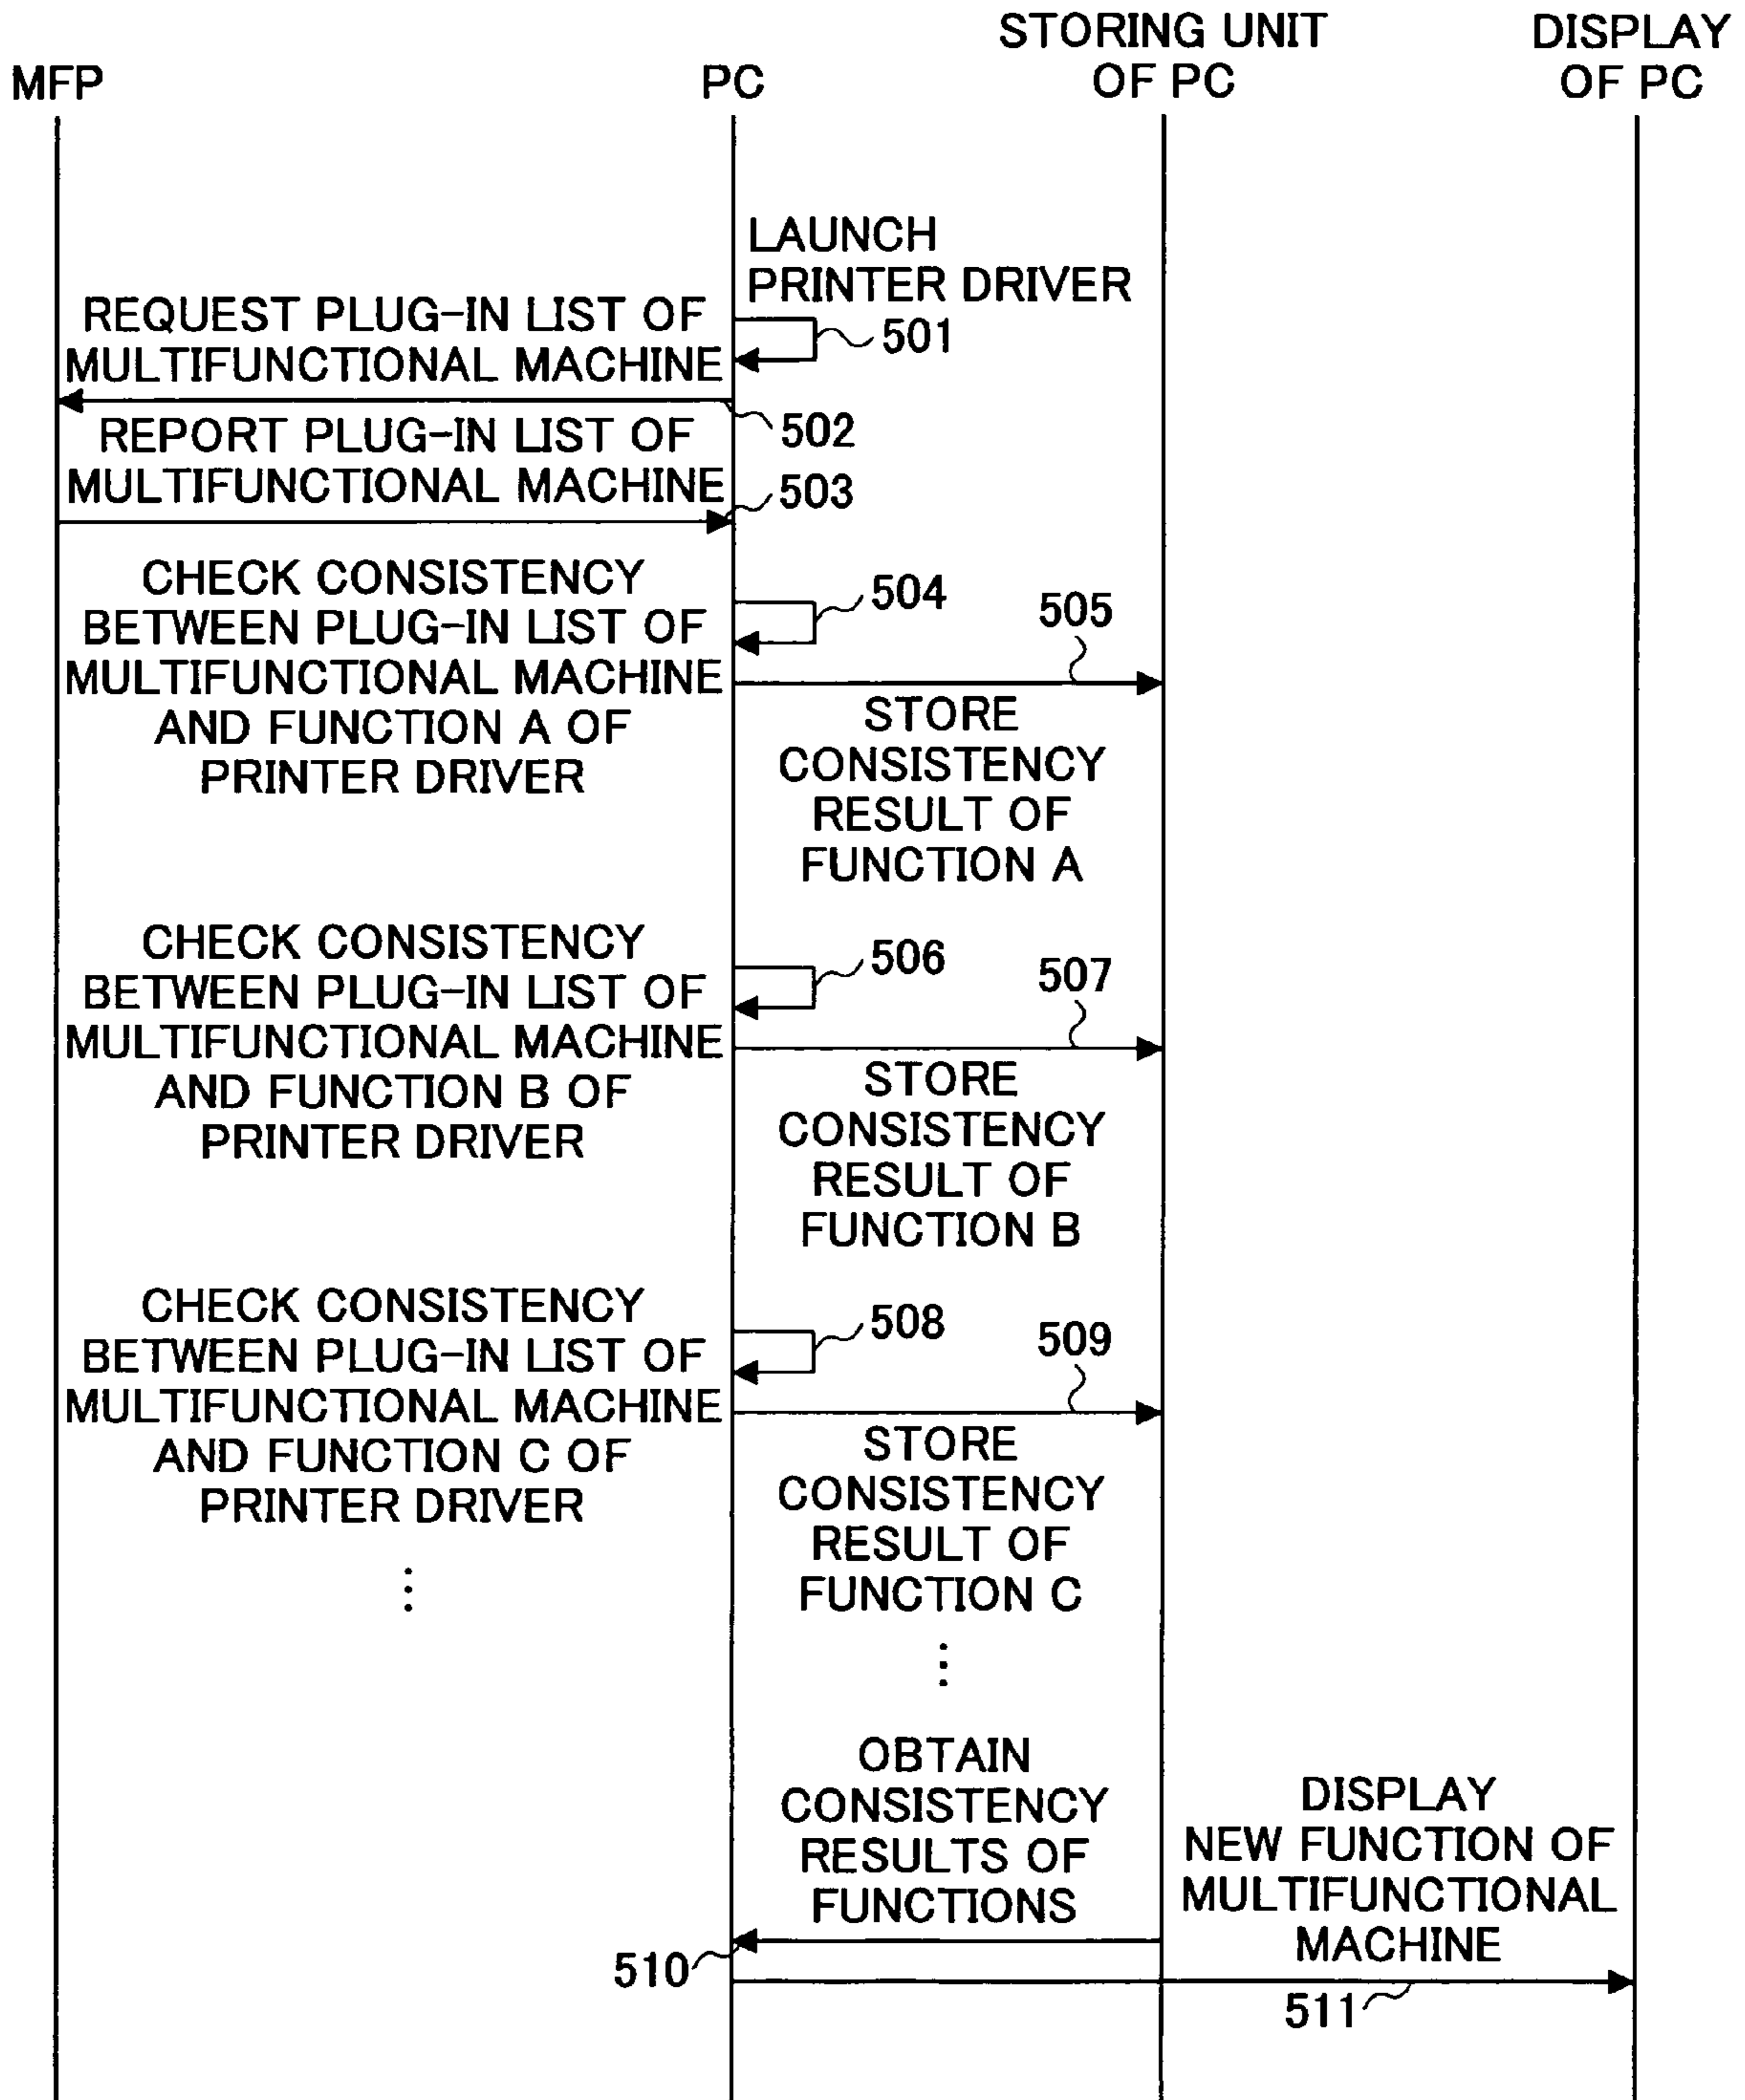 MFP
PC
STORING UNIT
OF PC
DISPLAY
OF PC
LAUNCH
PRINTER DRIVER
501
REQUEST PLUG-IN LIST OF
MULTIFUNCTIONAL MACHINE
502
REPORT PLUG-IN LIST OF
MULTIFUNCTIONAL MACHINE
503
CHECK CONSISTENCY
BETWEEN PLUG-IN LIST OF
MULTIFUNCTIONAL MACHINE
AND FUNCTION A OF
PRINTER DRIVER
504
505
STORE
CONSISTENCY
RESULT OF
FUNCTION A
CHECK CONSISTENCY
BETWEEN PLUG-IN LIST OF
MULTIFUNCTIONAL MACHINE
AND FUNCTION B OF
PRINTER DRIVER
506
507
STORE
CONSISTENCY
RESULT OF
FUNCTION B
CHECK CONSISTENCY
BETWEEN PLUG-IN LIST OF
MULTIFUNCTIONAL MACHINE
AND FUNCTION C OF
PRINTER DRIVER
⋮
508
509
STORE
CONSISTENCY
RESULT OF
FUNCTION C
⋮
OBTAIN
CONSISTENCY
RESULTS OF
FUNCTIONS
510
DISPLAY
NEW FUNCTION OF
MULTIFUNCTIONAL
MACHINE
511